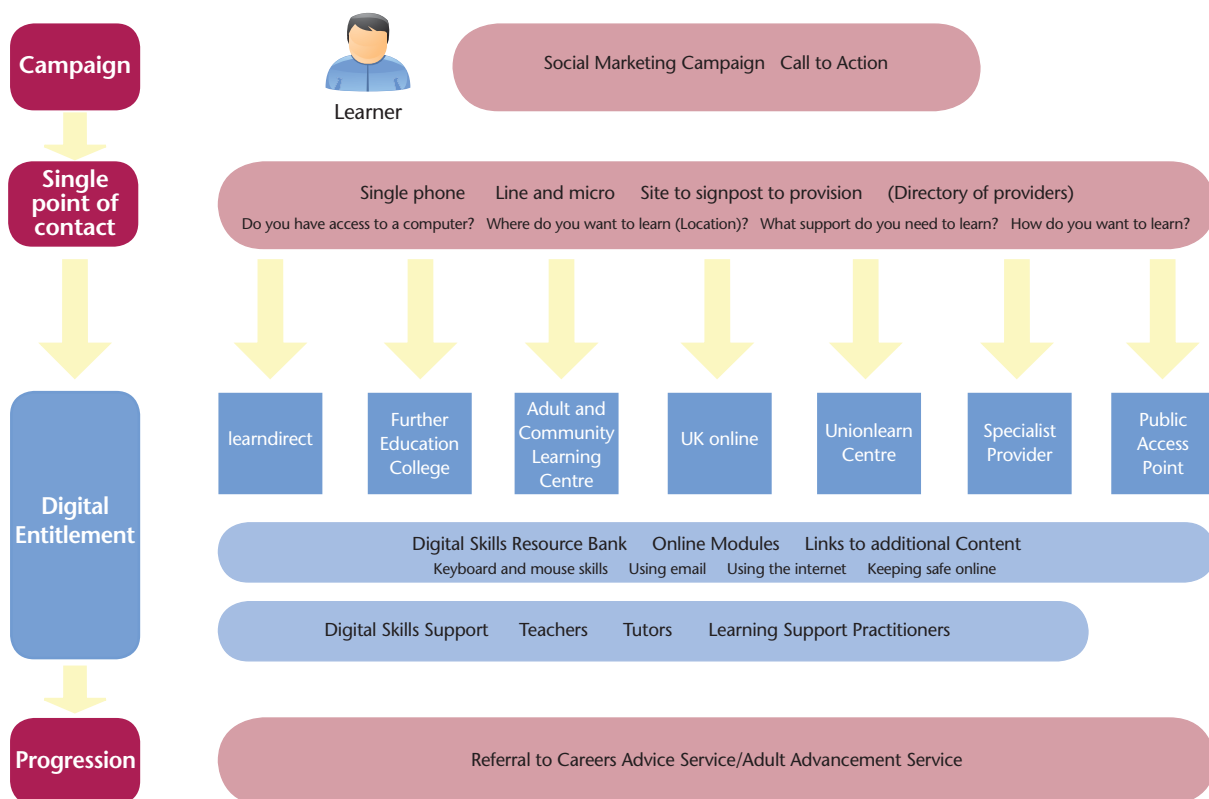 Campaign
Learner
Social Marketing Campaign Call to Action
Single
point of
contact
Single phone Line and micro Site to signpost to provision (Directory of providers)
Do you have access to a computer? Where do you want to learn (Location)? What support do you need to learn? How do you want to learn?
Digital
Entitlement
learndirect
Further
Education
College
Adult and
Community
Learning
Centre
UK online
Unionlearn
Centre
Specialist
Provider
Public
Access
Point
Digital Skills Resource Bank Online Modules Links to additional Content
Keyboard and mouse skills Using email Using the internet Keeping safe online
Digital Skills Support Teachers Tutors Learning Support Practitioners
Progression
Referral to Careers Advice Service/Adult Advancement Service